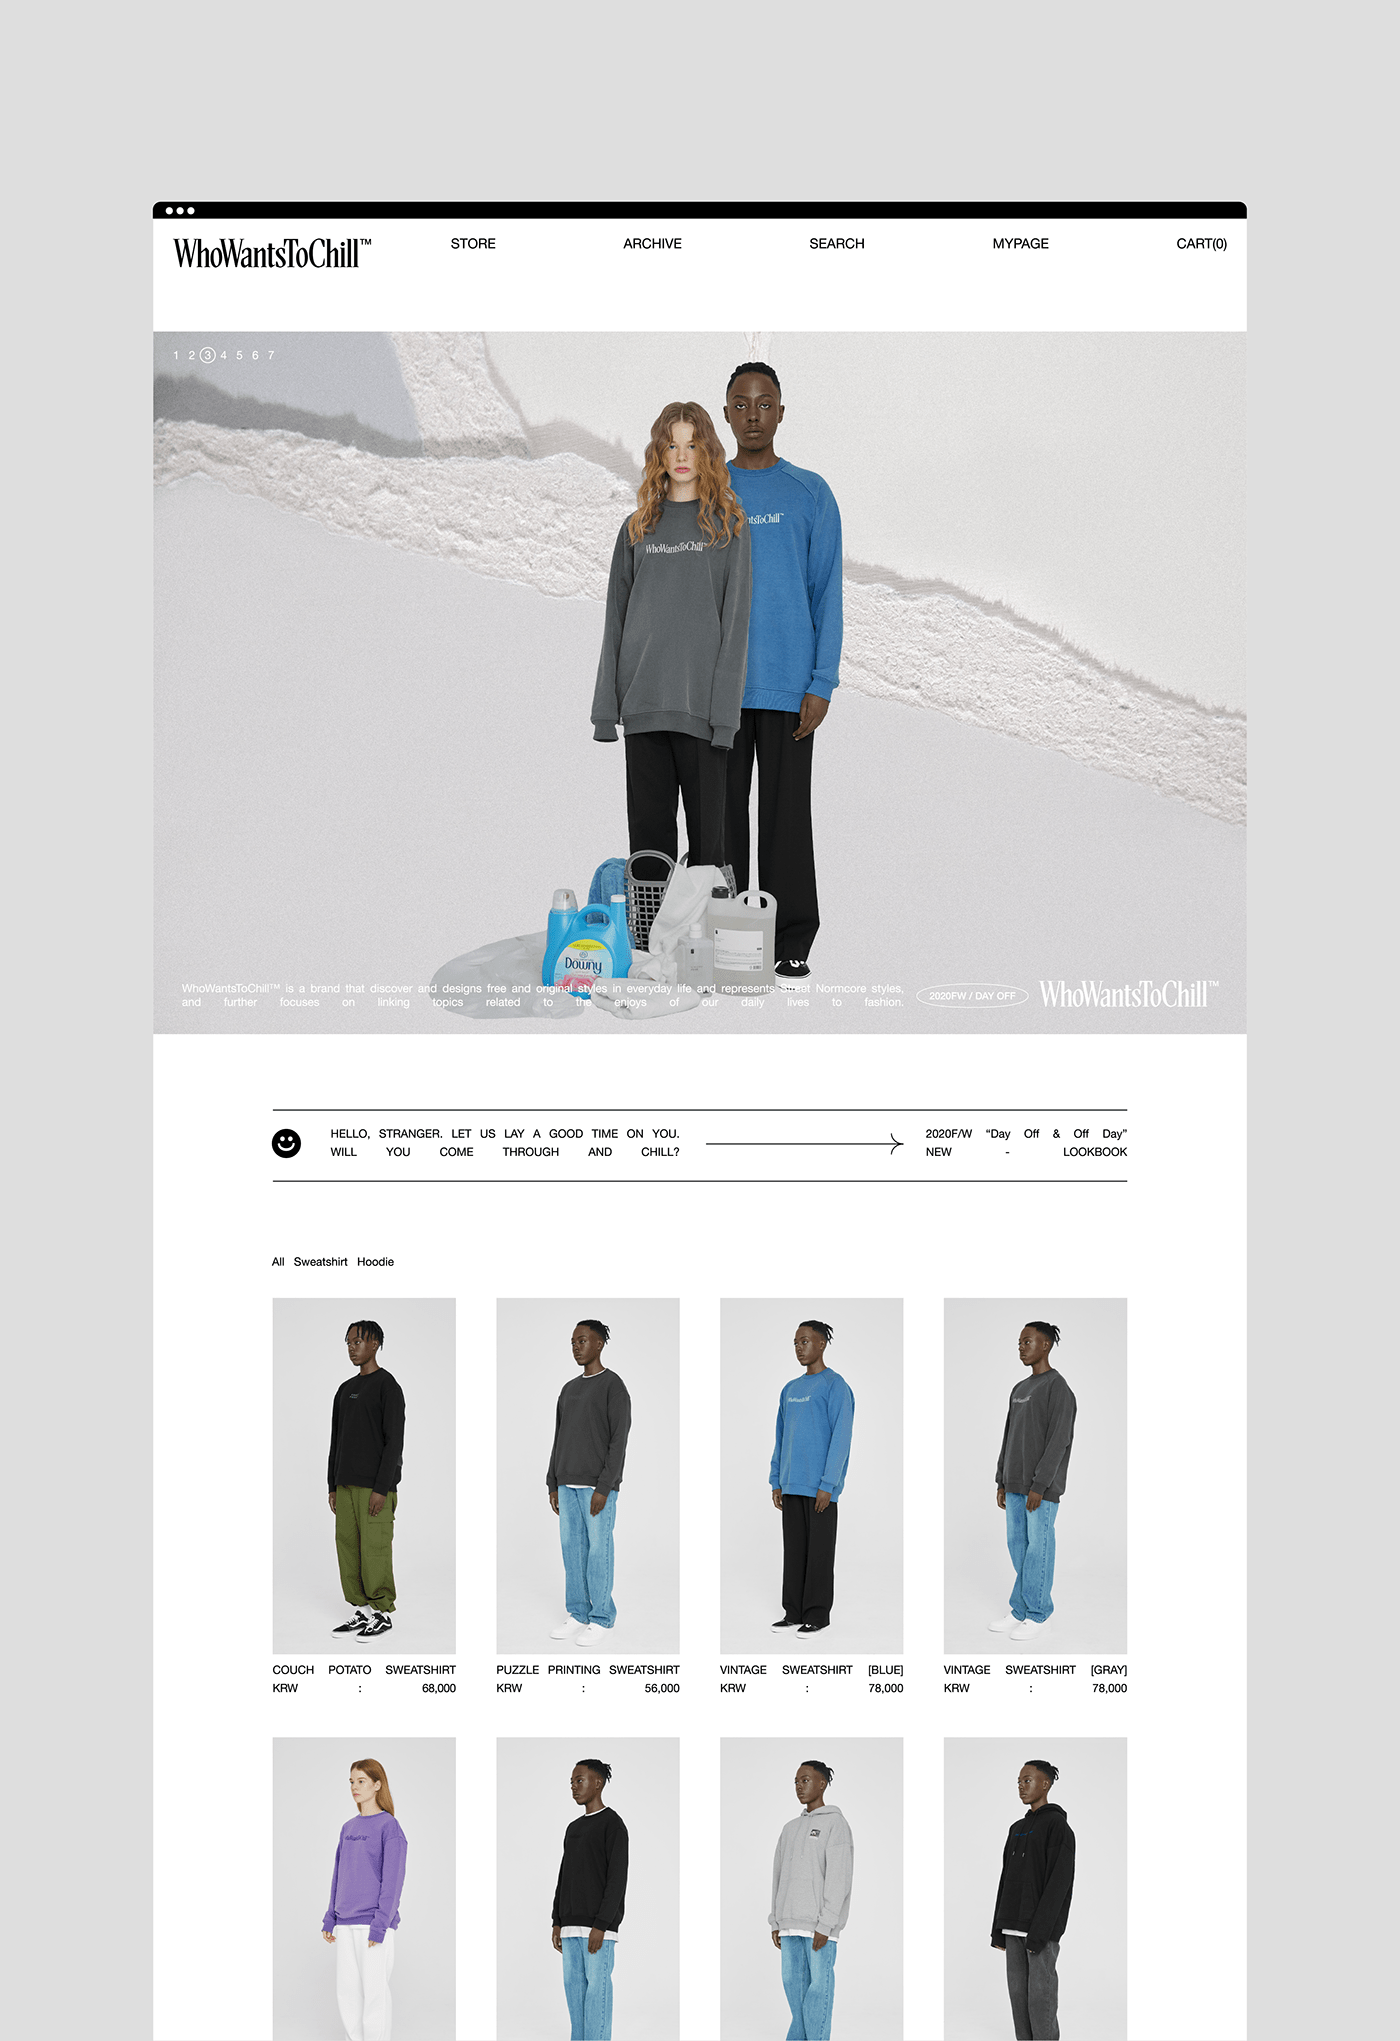 WhoWantsToChill™
STORE
ARCHIVE
SEARCH
MYPAGE
CART(0)
1 2 3 4 5 6 7
WhoWantsToChill™
ntsToChill™
Downy
WhoWantsToChill™ is a brand that discover and designs free and original styles in everyday life and represents Street Normcore styles,
and further focuses on linking topics related to the enjoys of our daily lives to fashion.
2020FW / DAY OFF
WhoWantsToChill™
HELLO, STRANGER. LET US LAY A GOOD TIME ON YOU.
WILL YOU COME THROUGH AND CHILL?
2020F/W “Day Off & Off Day”
NEW - LOOKBOOK
All Sweatshirt Hoodie
COUCH POTATO SWEATSHIRT
KRW : 68,000
PUZZLE PRINTING SWEATSHIRT
KRW : 56,000
VINTAGE SWEATSHIRT [BLUE]
KRW : 78,000
VINTAGE SWEATSHIRT [GRAY]
KRW : 78,000